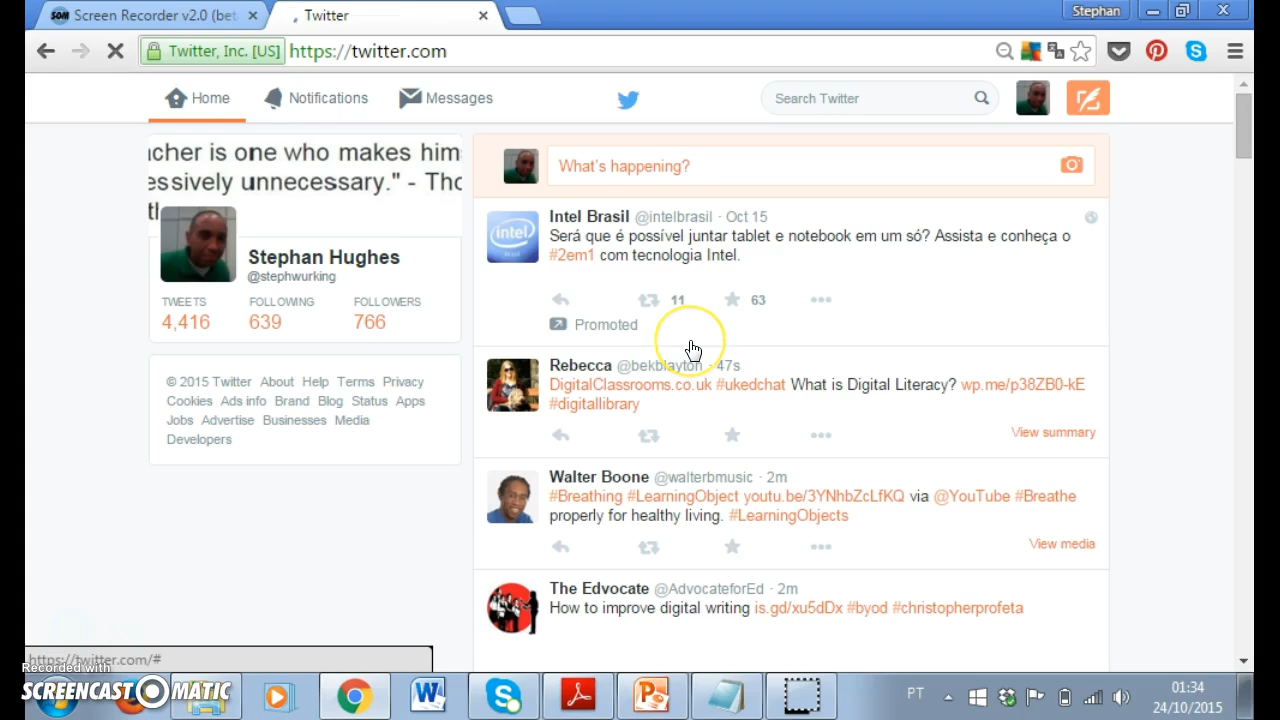 Screen Recorder v2.0 (bet
Twitter
Stephan
Twitter, Inc. [US]
https://twitter.com
Home
Notifications
Messages
Search Twitter
acher is one who makes him
essively unnecessary." - Tho
Stephan Hughes
@stephwurking
TWEETS FOLLOWING FOLLOWERS
4,416 639 766
© 2015 Twitter About Help Terms Privacy
Cookies Ads info Brand Blog Status Apps
Jobs Advertise Businesses Media
Developers
What's happening?
Intel Brasil @intelbrasil · Oct 15
Será que é possível juntar tablet e notebook em um só? Assista e conheça o
#2em1 com tecnologia Intel.
11 63
Promoted
Rebecca @bekblayton · 47s
DigitalClassrooms.co.uk #ukedchat What is Digital Literacy? wp.me/p38ZB0-kE
#digitallibrary
View summary
Walter Boone @walterbmusic · 2m
#Breathing #LearningObject youtu.be/3YNhbZcLfKQ via @YouTube #Breathe
properly for healthy living. #LearningObjects
View media
The Edvocate @AdvocateforEd · 2m
How to improve digital writing is.gd/xu5dDx #byod #christopherprofeta
https://twitter.com/#
Recorded with
SCREENCAST O MATIC
PT
01:34
24/10/2015
intel